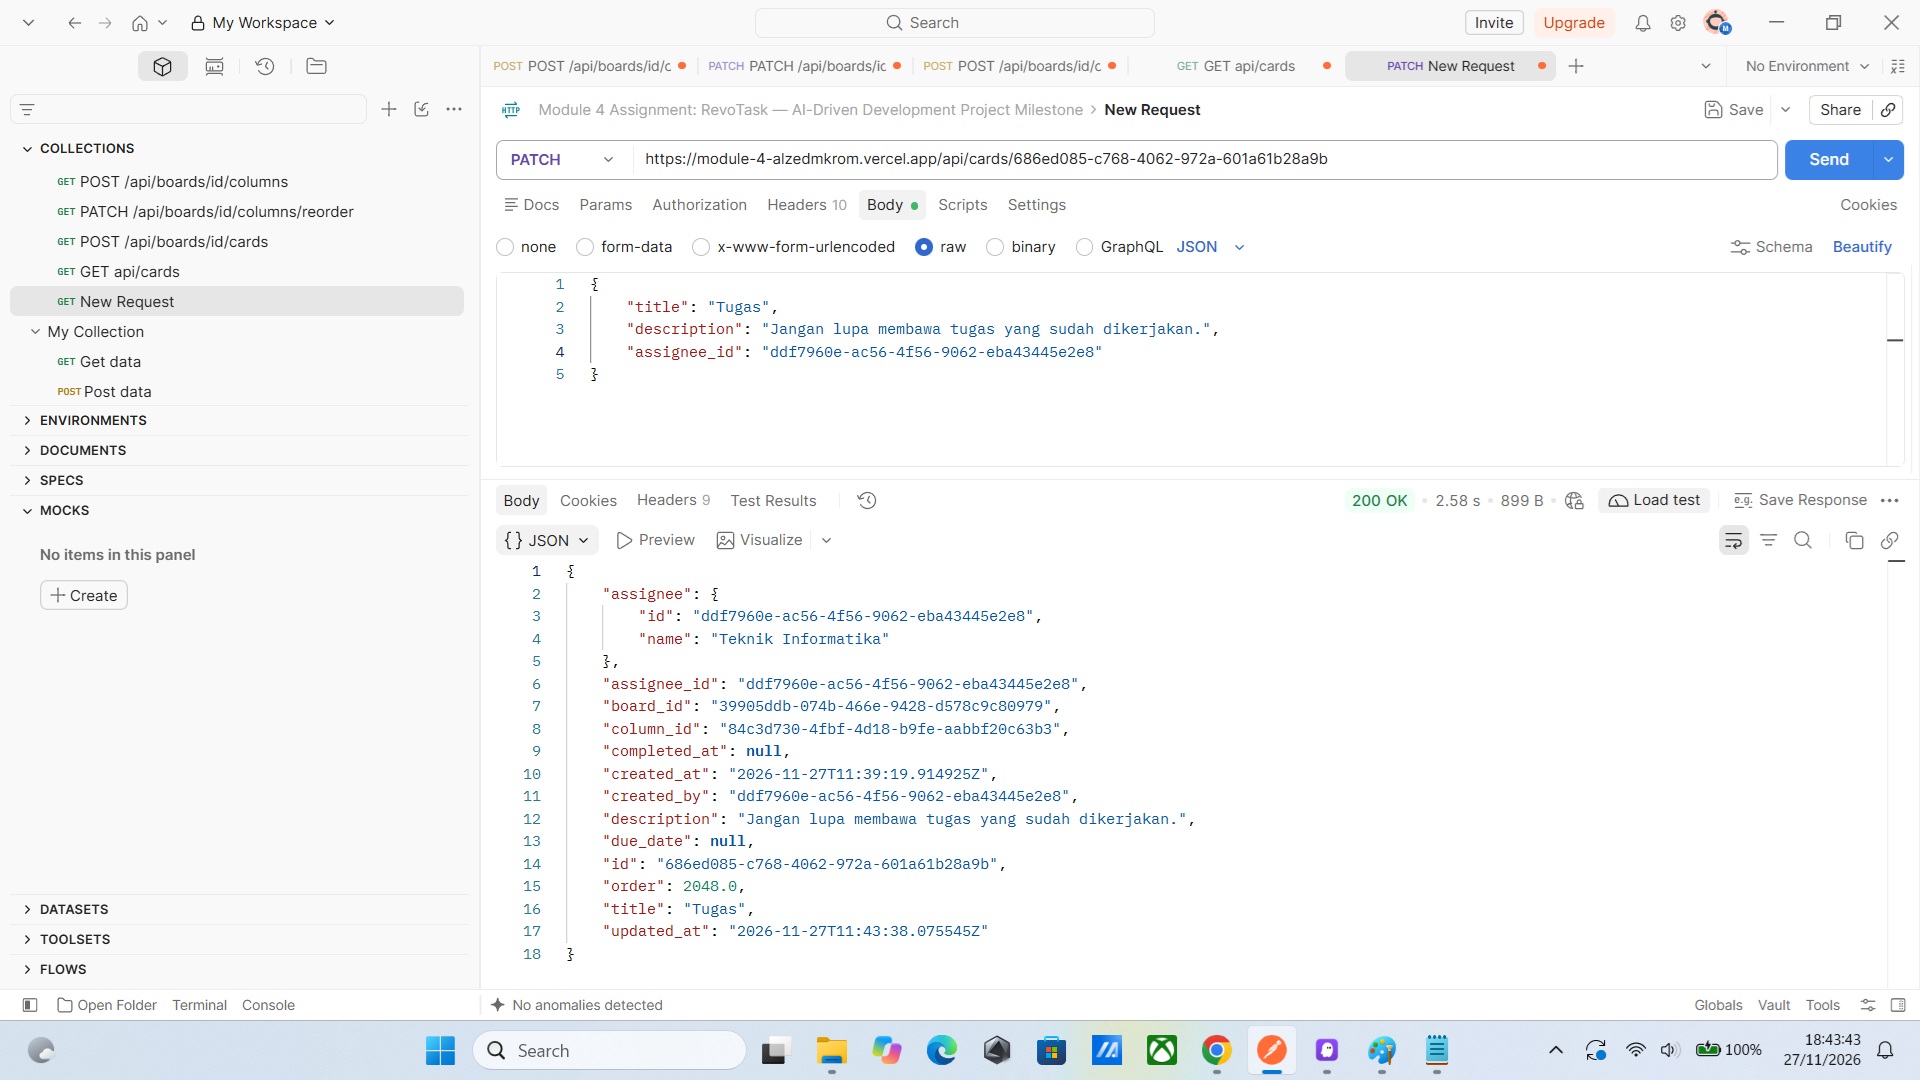 My Workspace
Search
Invite
Upgrade
POST POST /api/boards/id/c
PATCH PATCH /api/boards/ic
POST POST /api/boards/id/c
GET GET api/cards
PATCH New Request
No Environment
Module 4 Assignment: RevoTask — AI-Driven Development Project Milestone > New Request
Save
Share
COLLECTIONS
GET POST /api/boards/id/columns
GET PATCH /api/boards/id/columns/reorder
GET POST /api/boards/id/cards
GET GET api/cards
GET New Request
My Collection
GET Get data
POST Post data
ENVIRONMENTS
DOCUMENTS
SPECS
MOCKS
No items in this panel
Create
DATASETS
TOOLSETS
FLOWS
HTTP
PATCH https://module-4-alzedmkrom.vercel.app/api/cards/686ed085-c768-4062-972a-601a61b28a9b
Send
Docs Params Authorization Headers 10 Body Scripts Settings Cookies
none form-data x-www-form-urlencoded raw binary GraphQL JSON Schema Beautify
1 {
2 "title": "Tugas",
3 "description": "Jangan lupa membawa tugas yang sudah dikerjakan.",
4 "assignee_id": "ddf7960e-ac56-4f56-9062-eba43445e2e8"
5 }
Body Cookies Headers 9 Test Results 200 OK • 2.58 s • 899 B Load test e.g. Save Response
{} JSON Preview Visualize
1 {
2 "assignee": {
3 "id": "ddf7960e-ac56-4f56-9062-eba43445e2e8",
4 "name": "Teknik Informatika"
5 },
6 "assignee_id": "ddf7960e-ac56-4f56-9062-eba43445e2e8",
7 "board_id": "39905ddb-074b-466e-9428-d578c9c80979",
8 "column_id": "84c3d730-4fbf-4d18-b9fe-aabbf20c63b3",
9 "completed_at": null,
10 "created_at": "2026-11-27T11:39:19.914925Z",
11 "created_by": "ddf7960e-ac56-4f56-9062-eba43445e2e8",
12 "description": "Jangan lupa membawa tugas yang sudah dikerjakan.",
13 "due_date": null,
14 "id": "686ed085-c768-4062-972a-601a61b28a9b",
15 "order": 2048.0,
16 "title": "Tugas",
17 "updated_at": "2026-11-27T11:43:38.075545Z"
18 }
Open Folder Terminal Console
No anomalies detected
Globals Vault Tools
Search
100%
18:43:43
27/11/2026